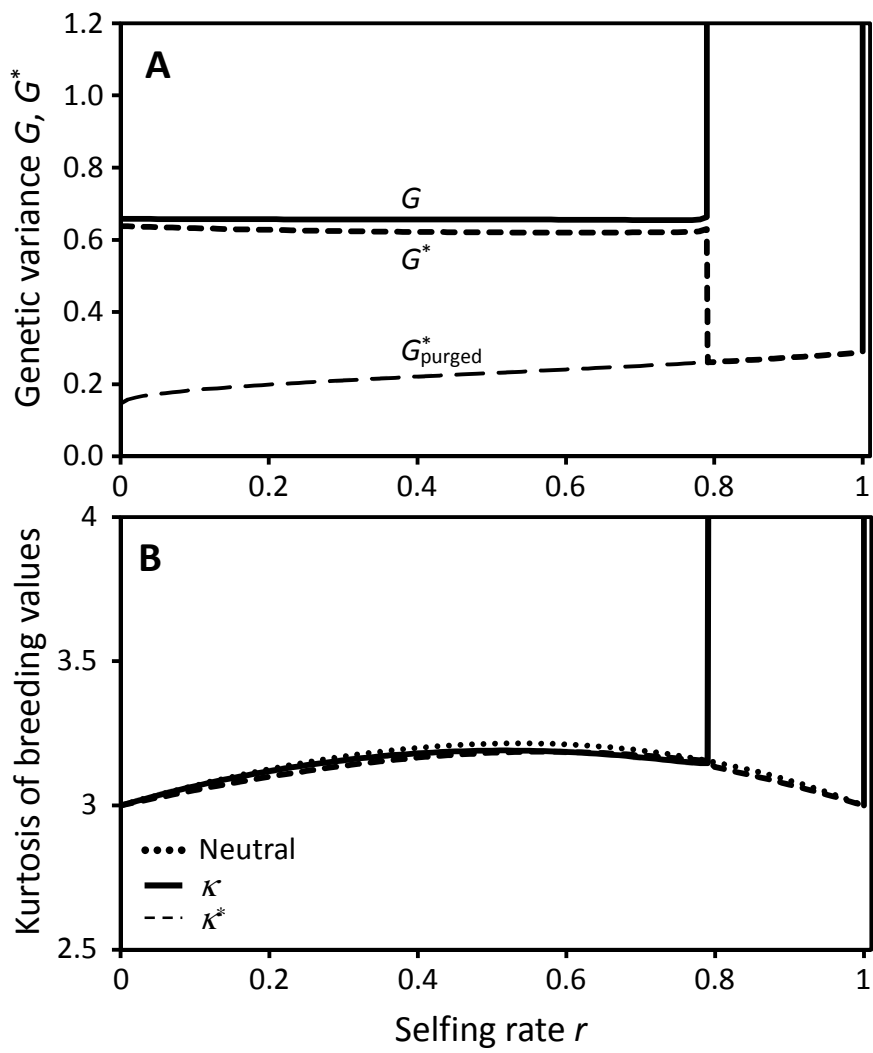 A
Genetic variance G, G*
1.2
1.0
0.8
0.6
0.4
0.2
0.0
G
G*
G*purged
0 0.2 0.4 0.6 0.8 1
B
Kurtosis of breeding values
4
3.5
3
2.5
Neutral
κ
κ*
0 0.2 0.4 0.6 0.8 1
Selfing rate r